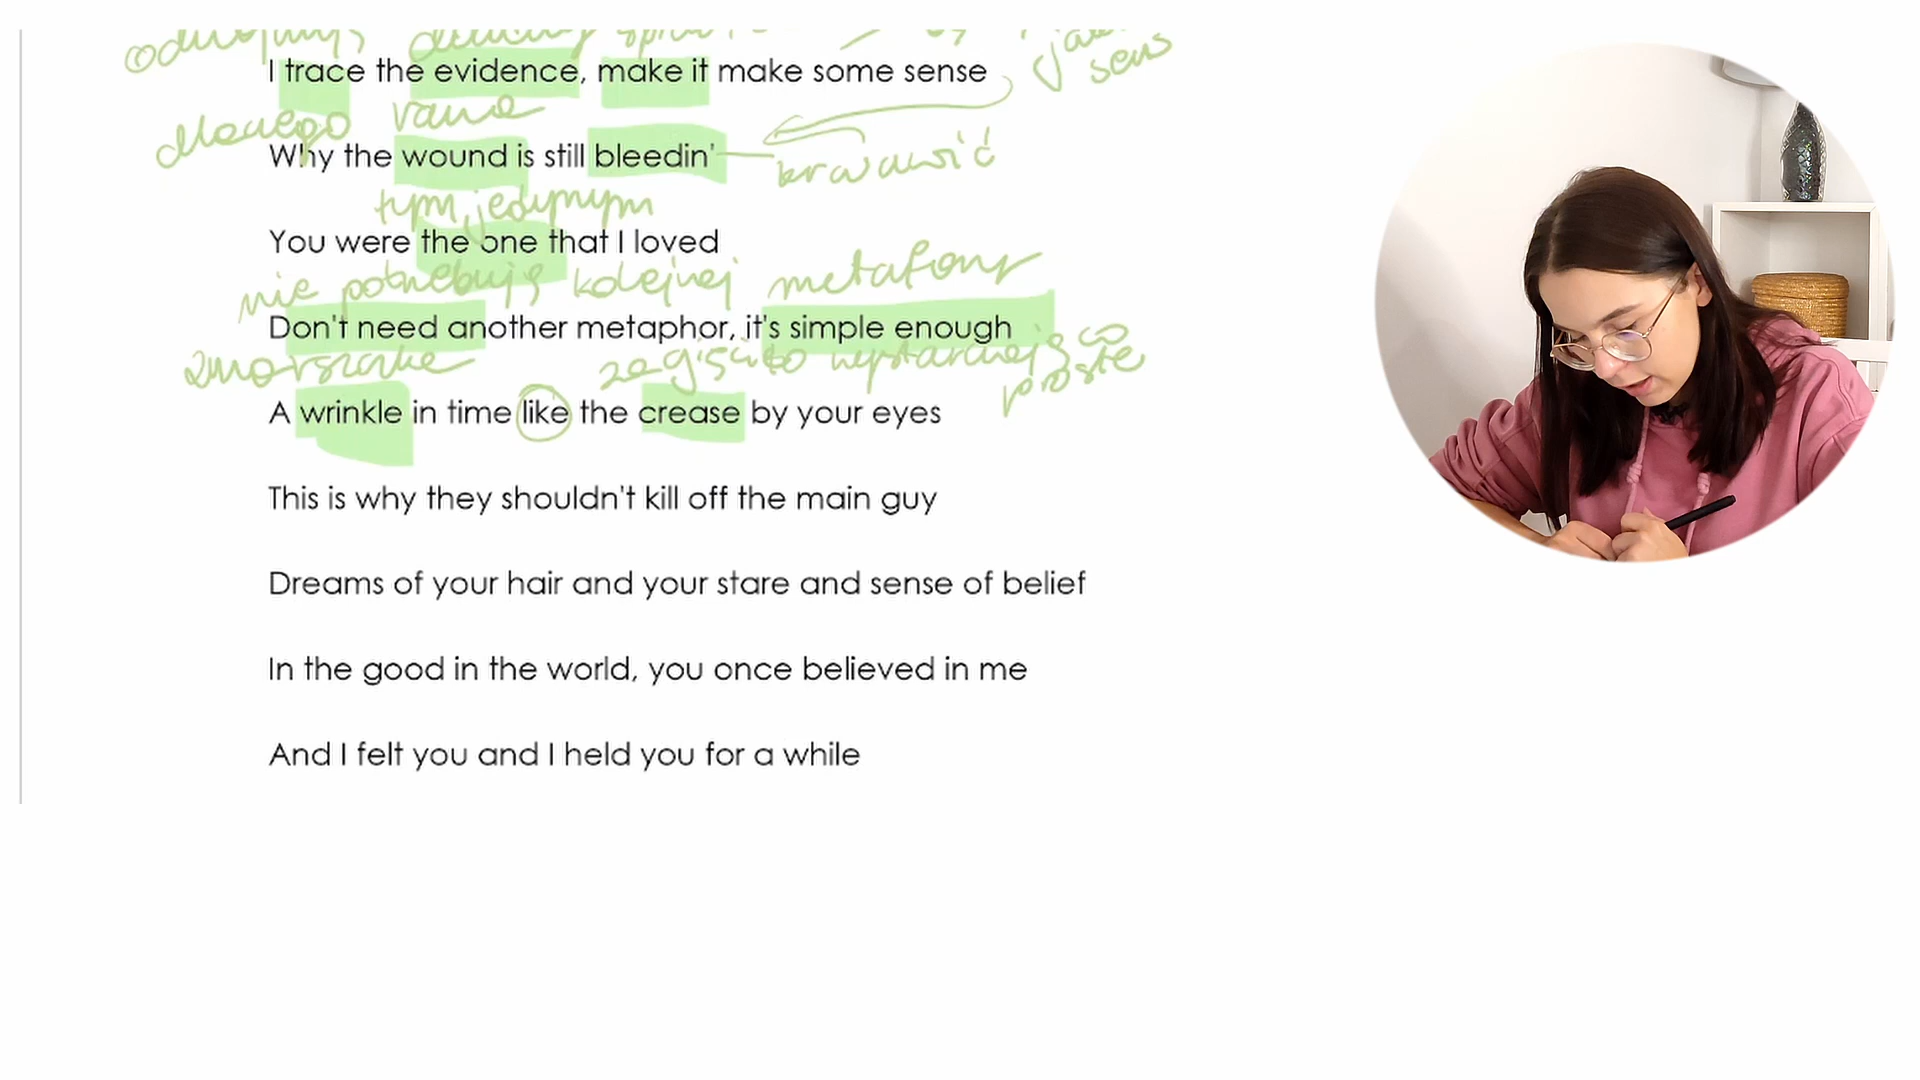 sens
I trace the evidence, make it make some sense
dlaczego rana
Why the wound is still bleedin'
krwawić
tym jedynym
You were the one that I loved
nie potrzebuję kolejnej metafory
Don't need another metaphor, it's simple enough
zmarszczka zagięcie to wystarczająco proste
A wrinkle in time like the crease by your eyes
This is why they shouldn't kill off the main guy
Dreams of your hair and your stare and sense of belief
In the good in the world, you once believed in me
And I felt you and I held you for a while